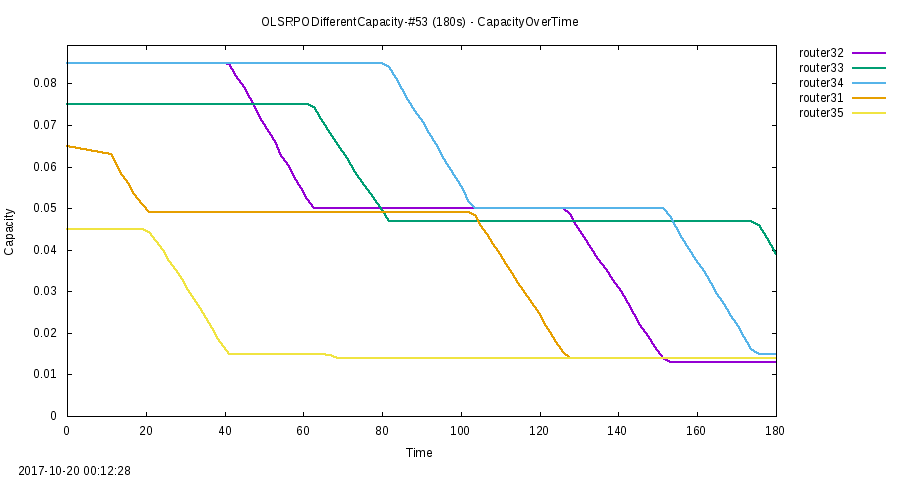 OLSRPODifferentCapacity-#53 (180s) - CapacityOverTime
router32
router33
router34
router31
router35
0.08
0.07
0.06
0.05
0.04
0.03
0.02
0.01
0
Capacity
0 20 40 60 80 100 120 140 160 180
Time
2017-10-20 00:12:28